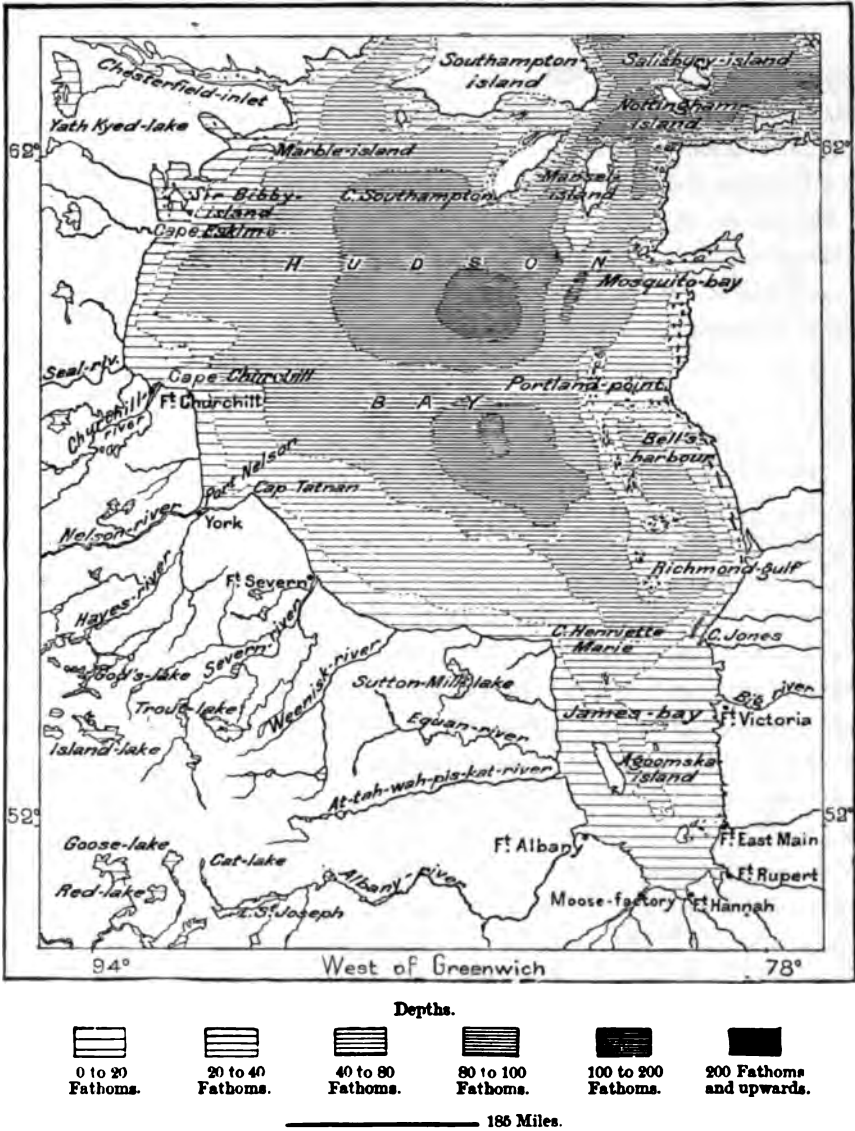 Southampton-
island
Salisbury-island
Chesterfield-inlet
Nottingham-
island
Yath Kyed-lake
62°
62°
Marble-island
Mansel-
island
C. Southampton
Sir Bibby-
island
Cape Eskimo
H U D S O N
Mosquito-bay
Seal-riv.
Cape Churchill
Portland-point
Ft. Churchill
B A Y
Churchill-
river
Bell's
harbour
Point Nelson
Cap Tatnan
Nelson-river
York
Richmond-gulf
Hayes-river
Ft. Severn
C. Henriette
Marie
C. Jones
Severn-river
God's-lake
Weenisk-river
Sutton-Mill-lake
Big river
Trout-lake
James-bay
Ft. Victoria
Island-lake
Equan-river
Agoomska-
island
At-tah-wah-pis-kat-river
52°
52°
Goose-lake
Ft. Alban
Ft. East Main
Cat-lake
Red-lake
Albany-river
Ft. Rupert
L. St. Joseph
Moose-factory
Ft. Hannah
94°
West of Greenwich
78°
Depths.
0 to 20
Fathoms.
20 to 40
Fathoms.
40 to 80
Fathoms.
80 to 100
Fathoms.
100 to 200
Fathoms.
200 Fathoms
and upwards.
185 Miles.